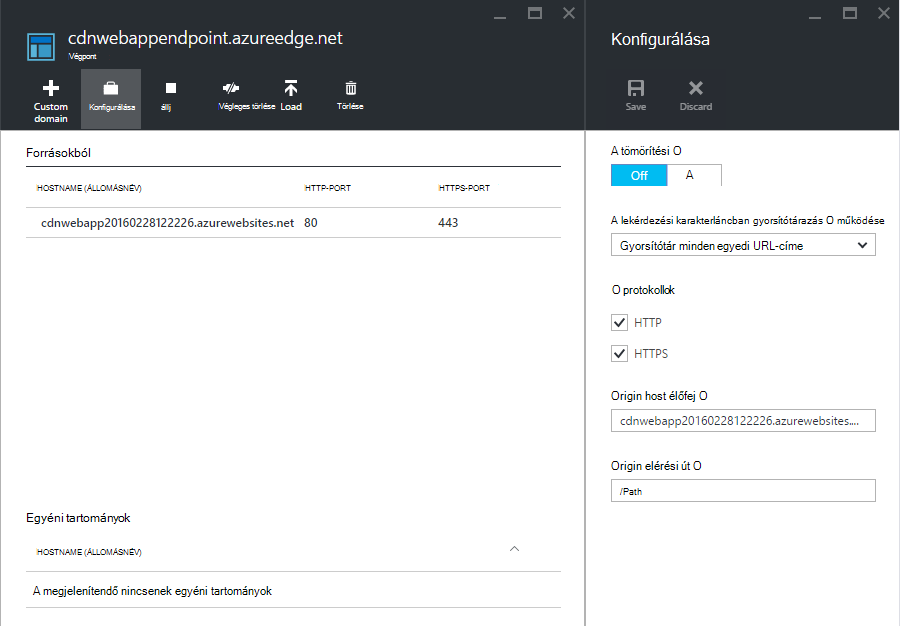 cdnwebappendpoint.azureedge.net
Végpont
Custom domain
Konfigurálása
állj
Végleges törlése
Load
Törlése
Forrásokból
HOSTNAME (ÁLLOMÁSNÉV) HTTP-PORT HTTPS-PORT
cdnwebapp20160228122226.azurewebsites.net 80 443
Egyéni tartományok
HOSTNAME (ÁLLOMÁSNÉV)
A megjelenítendő nincsenek egyéni tartományok
Konfigurálása
Save
Discard
A tömörítési O
Off A
A lekérdezési karakterláncban gyorsítótárazás O működése
Gyorsítótár minden egyedi URL-címe
O protokollok
HTTP
HTTPS
Origin host élőfej O
cdnwebapp20160228122226.azurewebsites....
Origin elérési út O
/Path